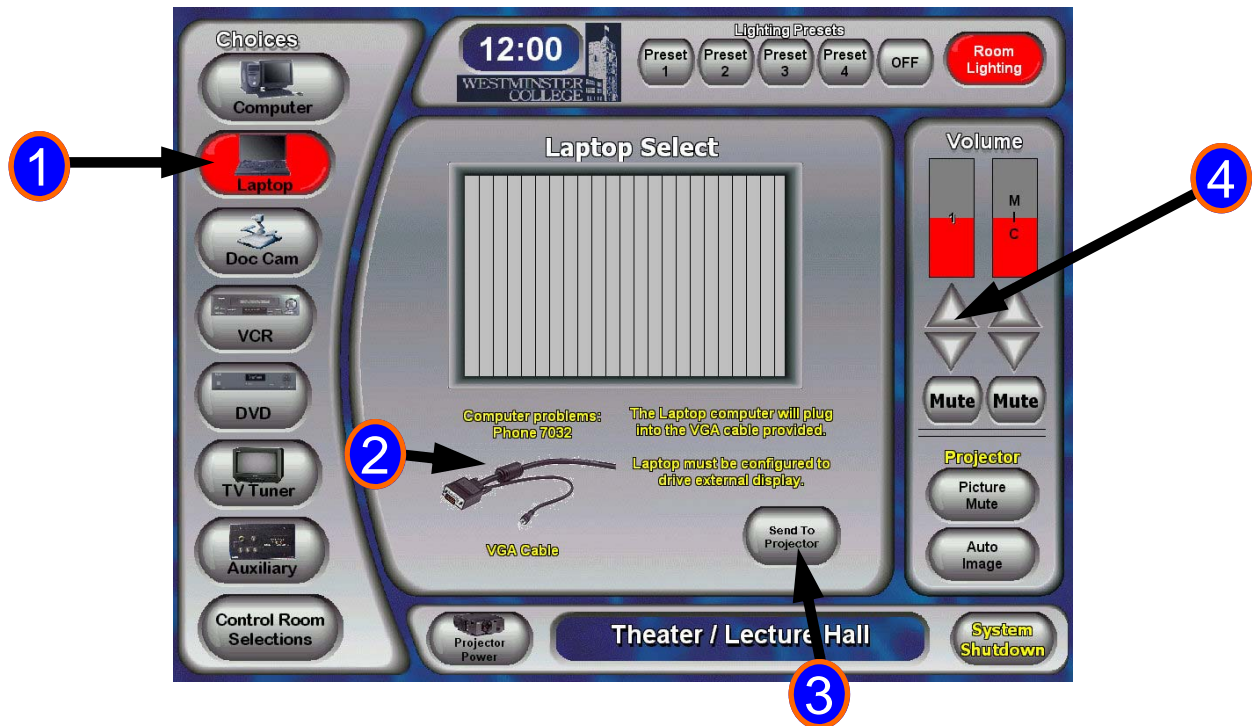 Choices
Computer
Laptop
Doc Cam
VCR
DVD
TV Tuner
Auxiliary
Control Room
Selections
12:00
WESTMINSTER
COLLEGE
Lighting Presets
Preset
1
Preset
2
Preset
3
Preset
4
OFF
Room
Lighting
Laptop Select
Computer problems:
Phone 7032
The Laptop computer will plug
into the VGA cable provided.
Laptop must be configured to
drive external display.
VGA Cable
Send To
Projector
Volume
1
M
I
C
Mute
Mute
Projector
Picture
Mute
Auto
Image
Projector
Power
Theater / Lecture Hall
System
Shutdown
1
2
3
4